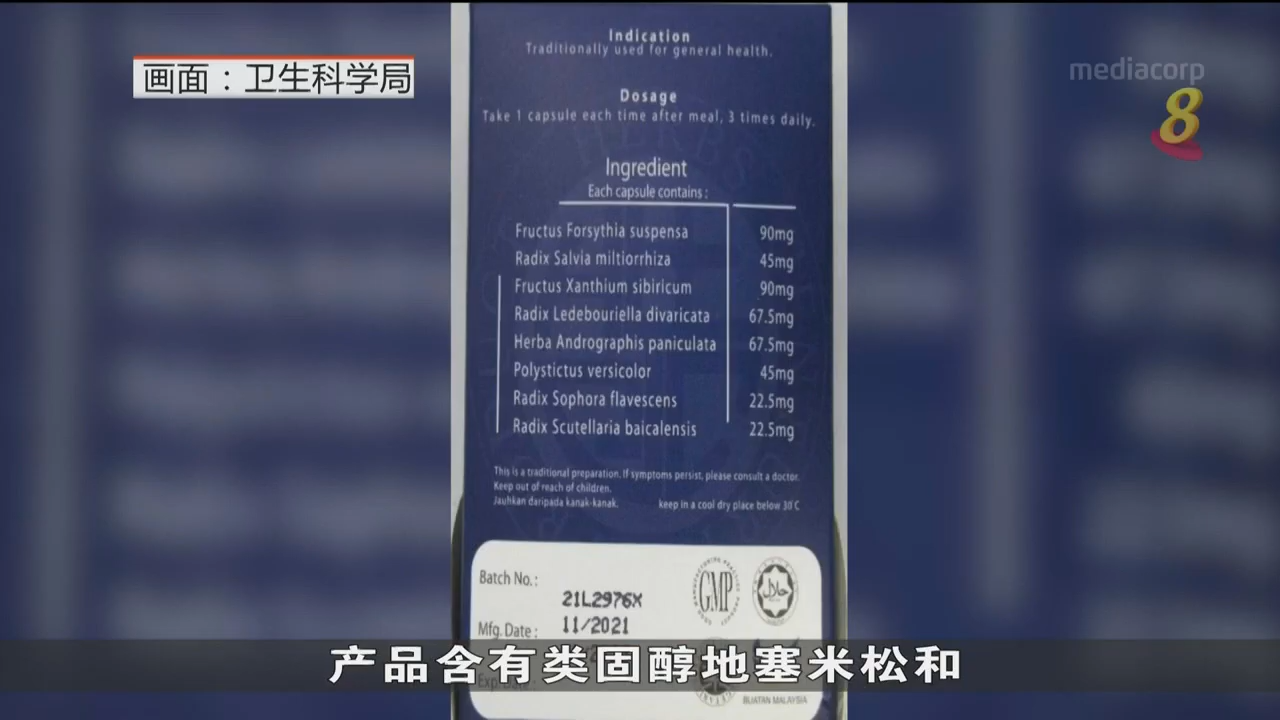 Indication
Traditionally used for general health.
画面：卫生科学局
mediacorp
8
Dosage
Take 1 capsule each time after meal, 3 times daily.
Ingredient
Each capsule contains :
Fructus Forsythia suspensa 90mg
Radix Salvia miltiorrhiza 45mg
Fructus Xanthium sibiricum 90mg
Radix Ledebouriella divaricata 67.5mg
Herba Andrographis paniculata 67.5mg
Polystictus versicolor 45mg
Radix Sophora flavescens 22.5mg
Radix Scutellaria baicalensis 22.5mg
This is a traditional preparation. If symptoms persist, please consult a doctor.
Keep out of reach of children.
Jauhkan daripada kanak-kanak. keep in a cool dry place below 30°C
Batch No.: 21L2976X
GMP
Mfg. Date : 11/2021
产品含有类固醇地塞米松和
Exp. Date :
BUATAN MALAYSIA